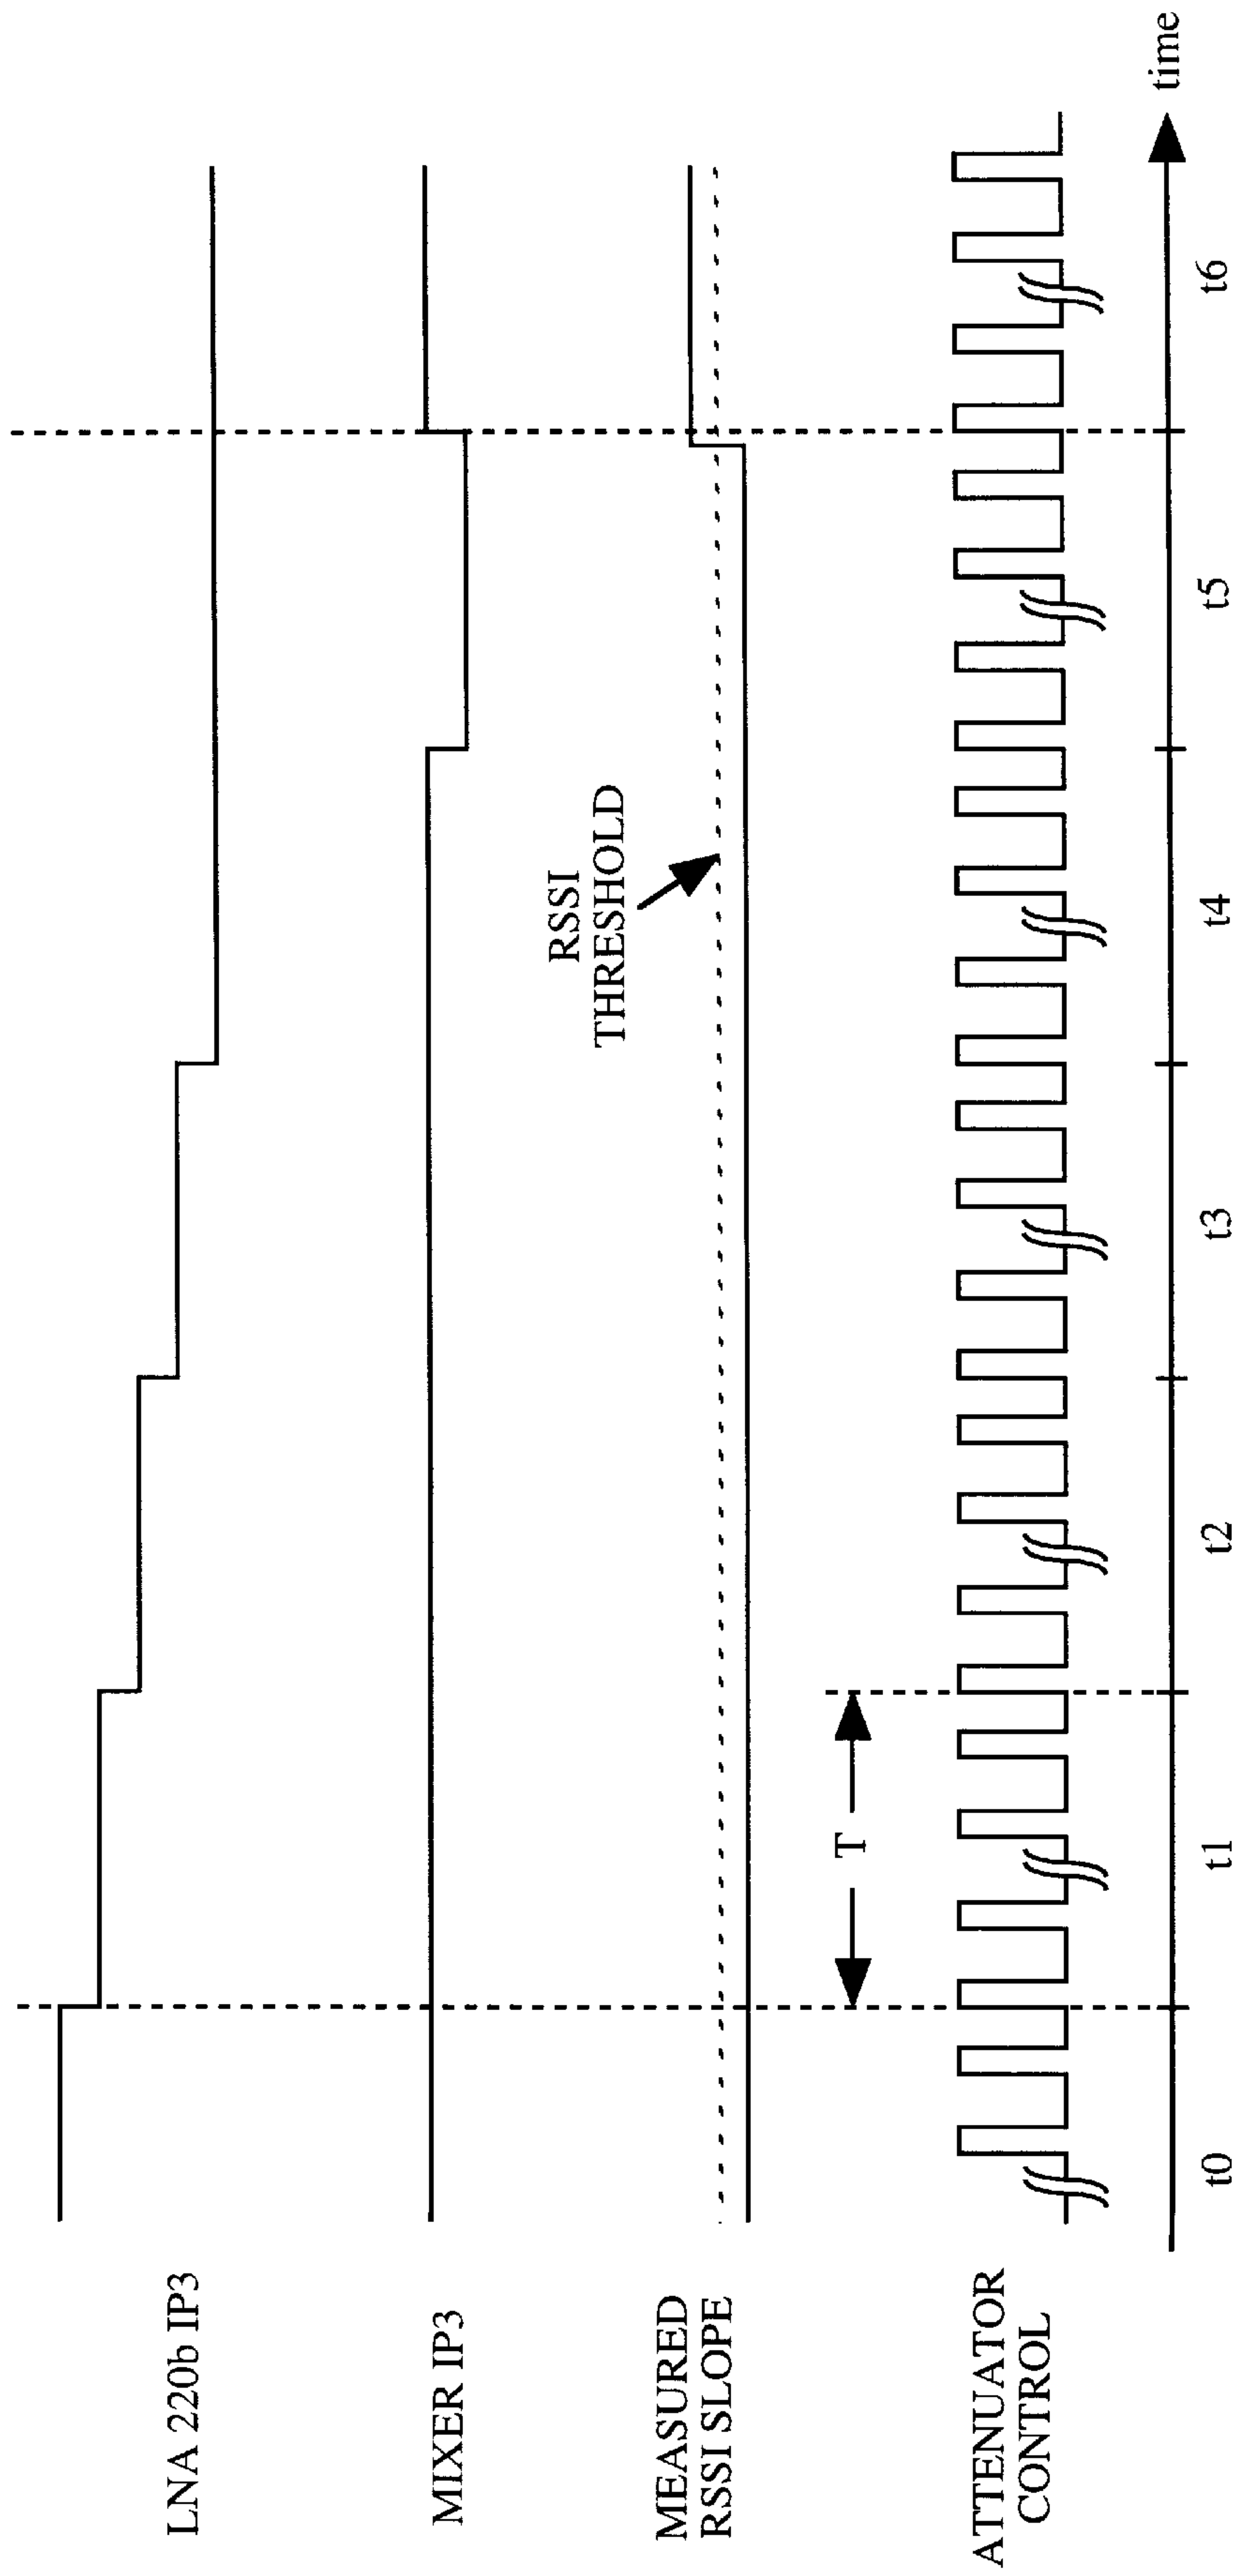 LNA 220b IP3
MIXER IP3
RSSI
THRESHOLD
MEASURED
RSSI SLOPE
T
ATTENUATOR
CONTROL
time
t0
t1
t2
t3
t4
t5
t6